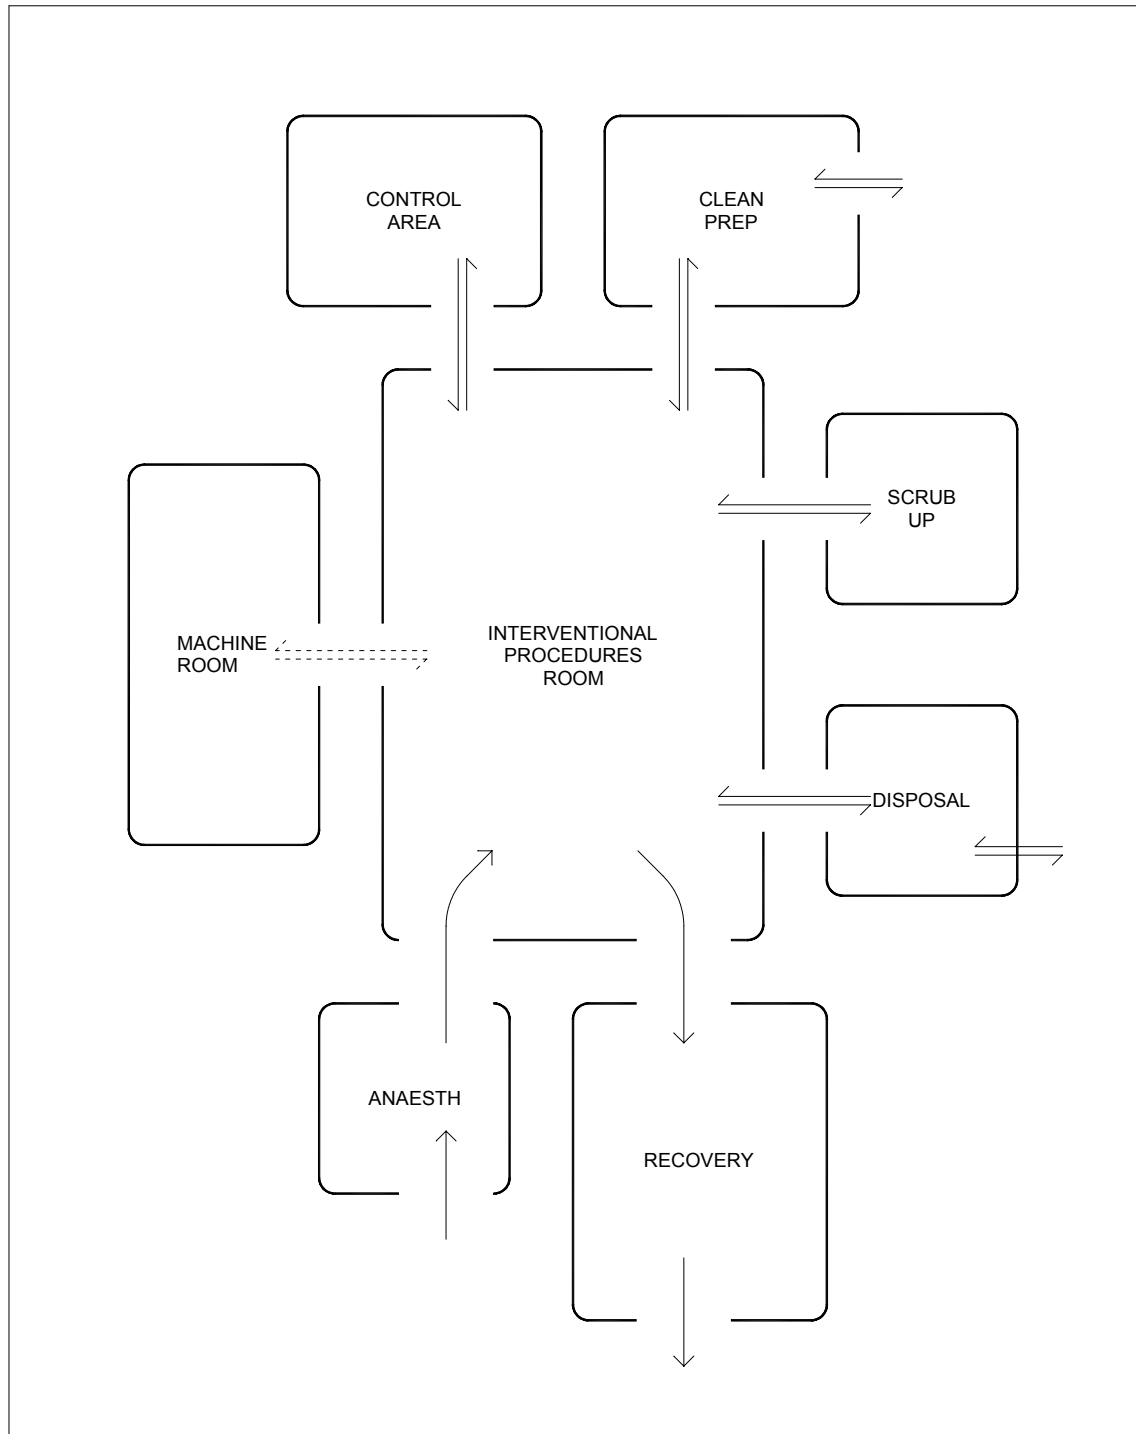 CONTROL
AREA
CLEAN
PREP
SCRUB
UP
MACHINE
ROOM
INTERVENTIONAL
PROCEDURES
ROOM
DISPOSAL
ANAESTH
RECOVERY